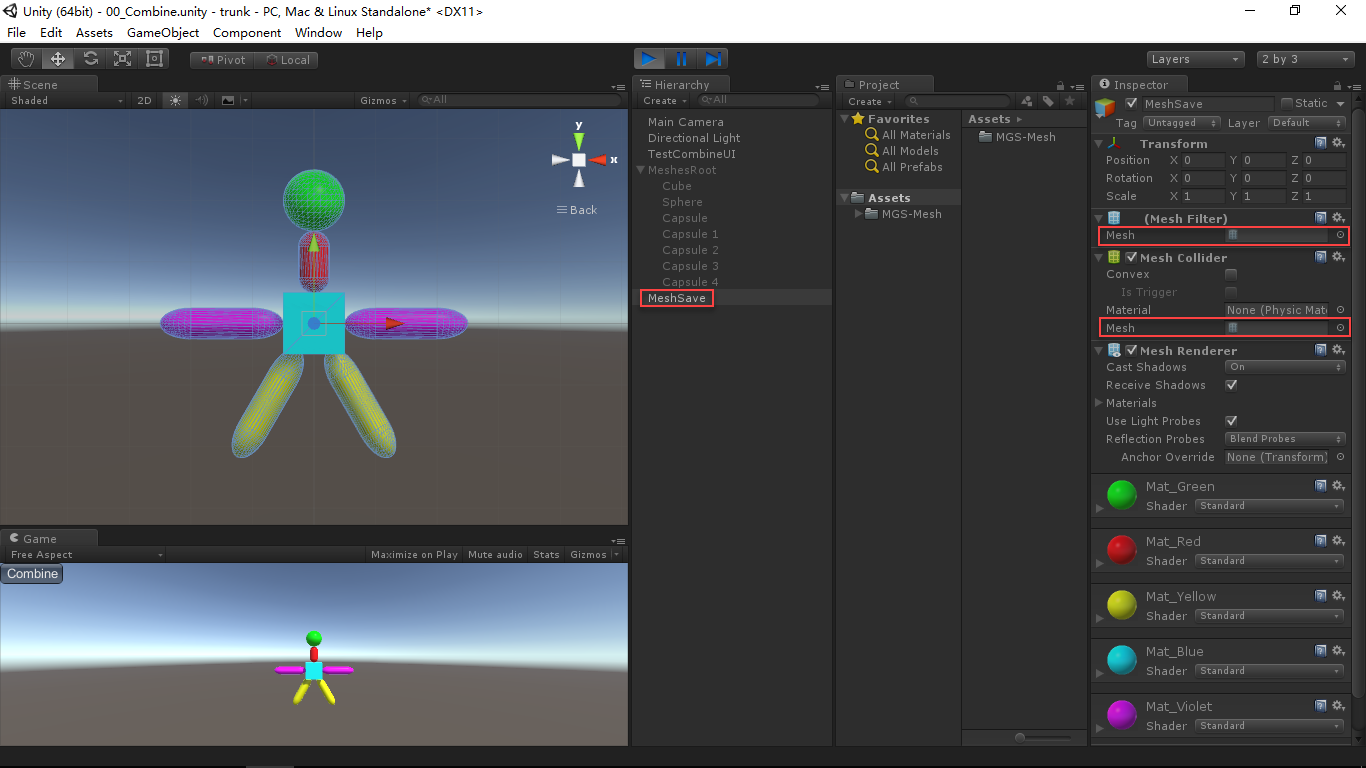 Unity (64bit) - 00_Combine.unity - trunk - PC, Mac & Linux Standalone* <DX11>
File Edit Assets GameObject Component Window Help
Pivot Local
Layers 2 by 3
Scene
Shaded 2D Gizmos All
y
x
Back
Game
Free Aspect Maximize on Play Mute audio Stats Gizmos
Combine
Hierarchy
Create All
Main Camera
Directional Light
TestCombineUI
MeshesRoot
Cube
Sphere
Capsule
Capsule 1
Capsule 2
Capsule 3
Capsule 4
MeshSave
Project
Create
Favorites
All Materials
All Models
All Prefabs
Assets
MGS-Mesh
Assets
MGS-Mesh
Inspector
MeshSave Static
Tag Untagged Layer Default
Transform
Position X 0 Y 0 Z 0
Rotation X 0 Y 0 Z 0
Scale X 1 Y 1 Z 1
(Mesh Filter)
Mesh
Mesh Collider
Convex
Is Trigger
Material None (Physic Mate
Mesh
Mesh Renderer
Cast Shadows On
Receive Shadows
Materials
Use Light Probes
Reflection Probes Blend Probes
Anchor Override None (Transform)
Mat_Green
Shader Standard
Mat_Red
Shader Standard
Mat_Yellow
Shader Standard
Mat_Blue
Shader Standard
Mat_Violet
Shader Standard